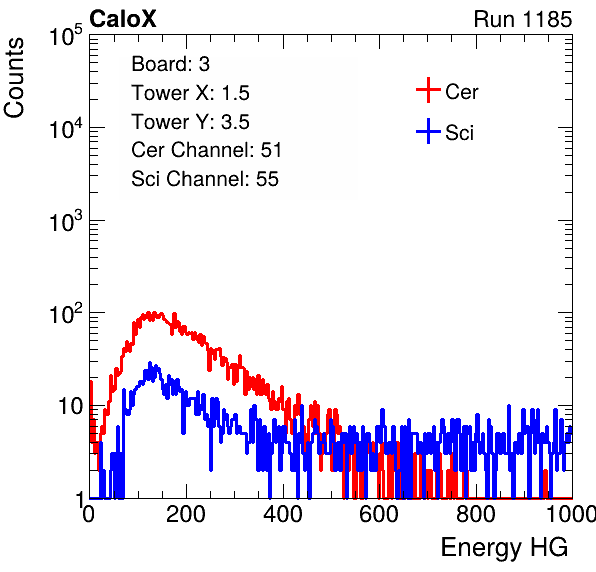 CaloX Run 1185
Counts
10^5
10^4
10^3
10^2
10
1
Board: 3
Tower X: 1.5
Tower Y: 3.5
Cer Channel: 51
Sci Channel: 55
Cer
Sci
0 200 400 600 800 1000
Energy HG